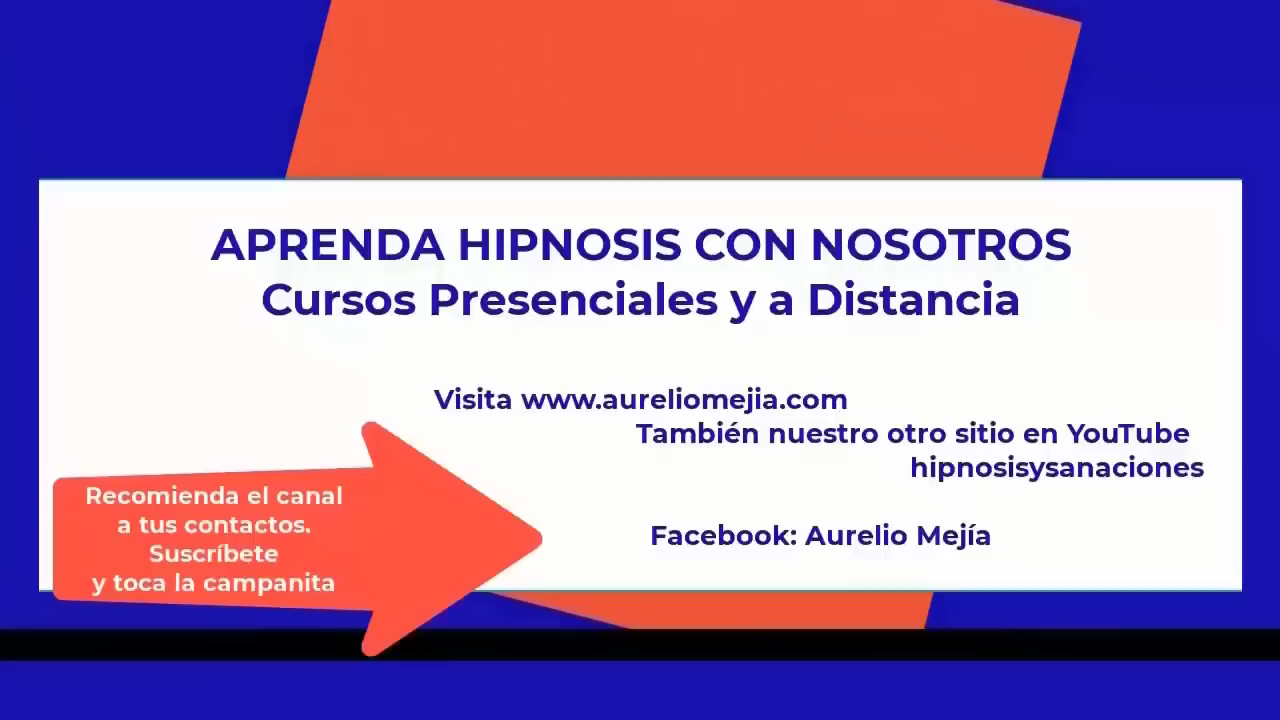 APRENDA HIPNOSIS CON NOSOTROS
Cursos Presenciales y a Distancia
Visita www.aureliomejia.com
También nuestro otro sitio en YouTube
hipnosisysanaciones
Facebook: Aurelio Mejía
Recomienda el canal
a tus contactos.
Suscríbete
y toca la campanita